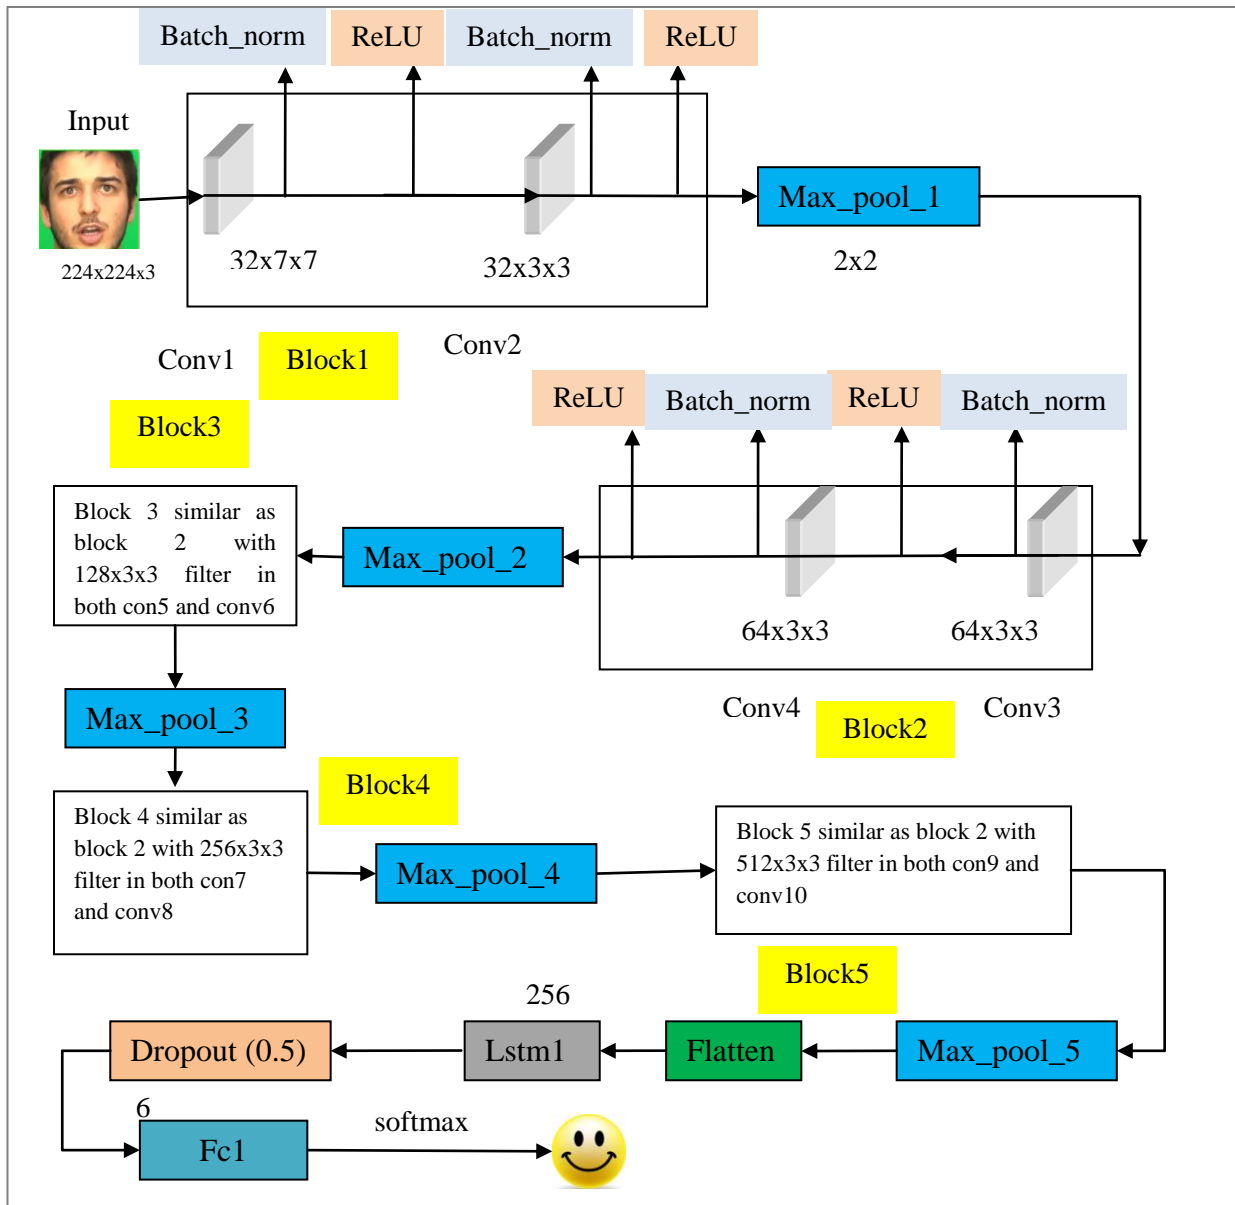 Batch_norm
ReLU
Batch_norm
ReLU
Input
Max_pool_1
224x224x3
32x7x7
32x3x3
2x2
Conv1
Block1
Conv2
ReLU
Batch_norm
ReLU
Batch_norm
Block3
Block 3 similar as
block 2 with
128x3x3 filter in
both con5 and conv6
Max_pool_2
64x3x3
64x3x3
Conv4
Block2
Conv3
Max_pool_3
Block4
Block 4 similar as
block 2 with 256x3x3
filter in both con7
and conv8
Max_pool_4
Block 5 similar as block 2 with
512x3x3 filter in both con9 and
conv10
Block5
256
Dropout (0.5)
Lstm1
Flatten
Max_pool_5
6
Fc1
softmax